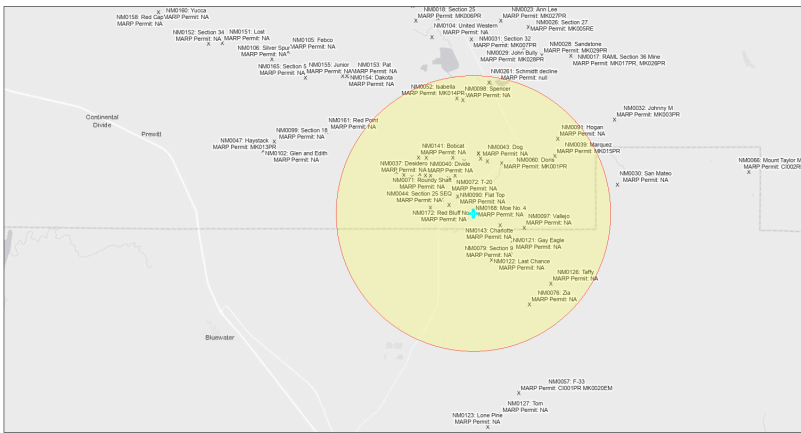 NM0160: Yucca
MARP Permit: NA
NM0158: Red Cap
MARP Permit: NA
NM0018: Section 25
MARP Permit: MK006PR
NM0023: Ann Lee
MARP Permit: MK027PR
NM0026: Section 27
MARP Permit: MK005RE
NM0152: Section 34
MARP Permit: NA
NM0151: Lost
MARP Permit: NA
NM0104: United Western
MARP Permit: NA
NM0105: Febco
MARP Permit: NA
NM0031: Section 32
MARP Permit: MK007PR
NM0106: Silver Spur
MARP Permit: NA
NM0029: John Bully
MARP Permit: MK028PR
NM0028: Sandstone
MARP Permit: MK029PR
NM0017: RAML Section 36 Mine
MARP Permit: MK017PR, MK026PR
NM0165: Section 5
MARP Permit: NA
NM0155: Junior
MARP Permit: NA
NM0153: Pat
MARP Permit: NA
NM0154: Dakota
MARP Permit: NA
NM0261: Schmitt decline
MARP Permit: null
NM0052: Isabella
MARP Permit: MK014PR
NM0098: Spencer
MARP Permit: NA
NM0032: Johnny M
MARP Permit: MK003PR
Continental
Divide
Prewitt
NM0161: Red Point
MARP Permit: NA
NM0099: Section 18
MARP Permit: NA
NM0091: Hogan
MARP Permit: NA
NM0047: Haystack
MARP Permit: MK013PR
NM0102: Glen and Edith
MARP Permit: NA
NM0141: Bobcat
MARP Permit: NA
NM0043: Dog
MARP Permit: NA
NM0039: Marquez
MARP Permit: MK015PR
NM0037: Desidero
MARP Permit: NA
NM0040: Divide
MARP Permit: NA
NM0060: Doris
MARP Permit: MK001PR
NM0066: Mount Taylor M
MARP Permit: CI002R
NM0030: San Mateo
MARP Permit: NA
NM0071: Roundy Shaft
MARP Permit: NA
NM0072: T-20
MARP Permit: NA
NM0044: Section 25 SEQ
MARP Permit: NA
NM0090: Flat Top
MARP Permit: NA
NM0172: Red Bluff No
MARP Permit: NA
NM0168: Moe No. 4
MARP Permit: NA
NM0097: Vallejo
MARP Permit: NA
NM0143: Charlotte
MARP Permit: NA
NM0121: Gay Eagle
MARP Permit: NA
NM0079: Section 9
MARP Permit: NA
NM0122: Last Chance
MARP Permit: NA
NM0126: Taffy
MARP Permit: NA
NM0076: Zia
MARP Permit: NA
Bluewater
NM0057: F-33
MARP Permit: CI001PR MK0020EM
NM0127: Tom
MARP Permit: NA
NM0123: Lone Pine
MARP Permit: NA